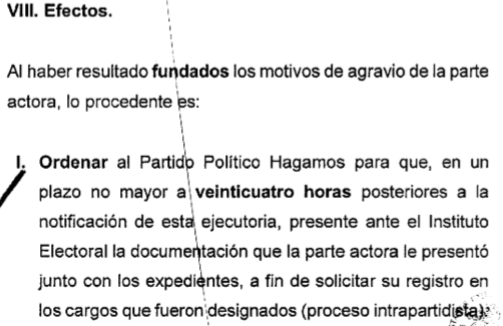 VIII. Efectos.
Al haber resultado fundados los motivos de agravio de la parte
actora, lo procedente es:
I. Ordenar al Partido Político Hagamos para que, en un
plazo no mayor a veinticuatro horas posteriores a la
notificación de esta ejecutoria, presente ante el Instituto
Electoral la documentación que la parte actora le presentó
junto con los expedientes, a fin de solicitar su registro en
los cargos que fueron designados (proceso intrapartidista).